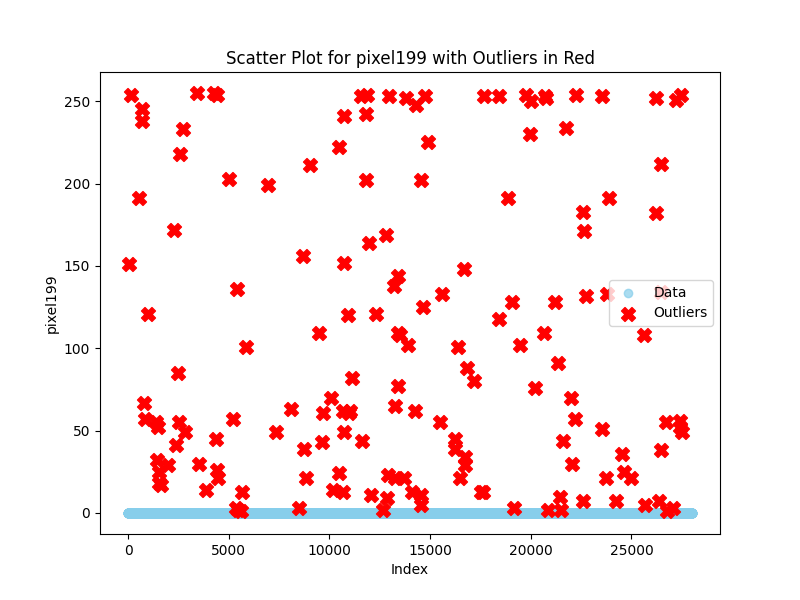 Scatter Plot for pixel199 with Outliers in Red
250
200
150
100
50
0
pixel199
Data
Outliers
0 5000 10000 15000 20000 25000
Index